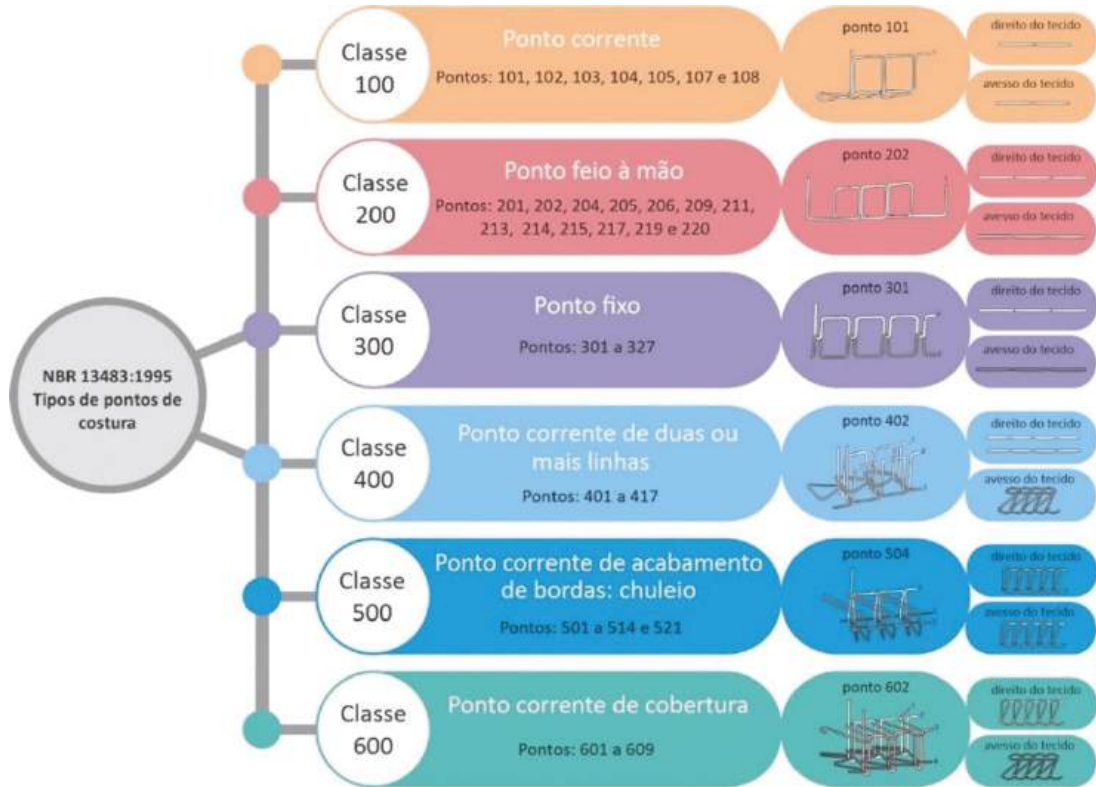 NBR 13483:1995
Tipos de pontos de
costura
Classe
100
Ponto corrente
Pontos: 101, 102, 103, 104, 105, 107 e 108
ponto 101
direito do tecido
avesso do tecido
Classe
200
Ponto feio à mão
Pontos: 201, 202, 204, 205, 206, 209, 211,
213, 214, 215, 217, 219 e 220
ponto 202
direito do tecido
avesso do tecido
Classe
300
Ponto fixo
Pontos: 301 a 327
ponto 301
direito do tecido
avesso do tecido
Classe
400
Ponto corrente de duas ou
mais linhas
Pontos: 401 a 417
ponto 402
direito do tecido
avesso do tecido
Classe
500
Ponto corrente de acabamento
de bordas: chuleio
Pontos: 501 a 514 e 521
ponto 504
direito do tecido
avesso do tecido
Classe
600
Ponto corrente de cobertura
Pontos: 601 a 609
ponto 602
direito do tecido
avesso do tecido